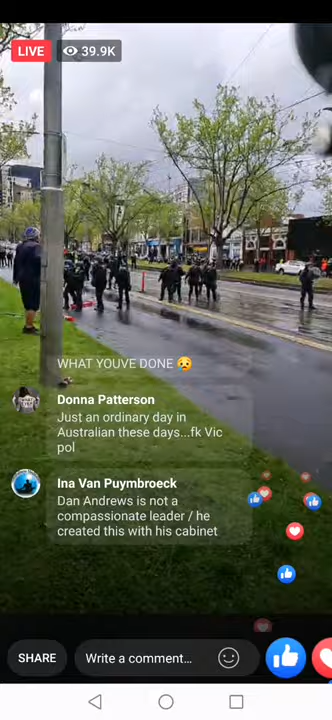 LIVE 39.9K
WHAT YOUVE DONE 😥
Donna Patterson
Just an ordinary day in
Australian these days...fk Vic
pol
Ina Van Puymbroeck
Dan Andrews is not a
compassionate leader / he
created this with his cabinet
SHARE Write a comment...